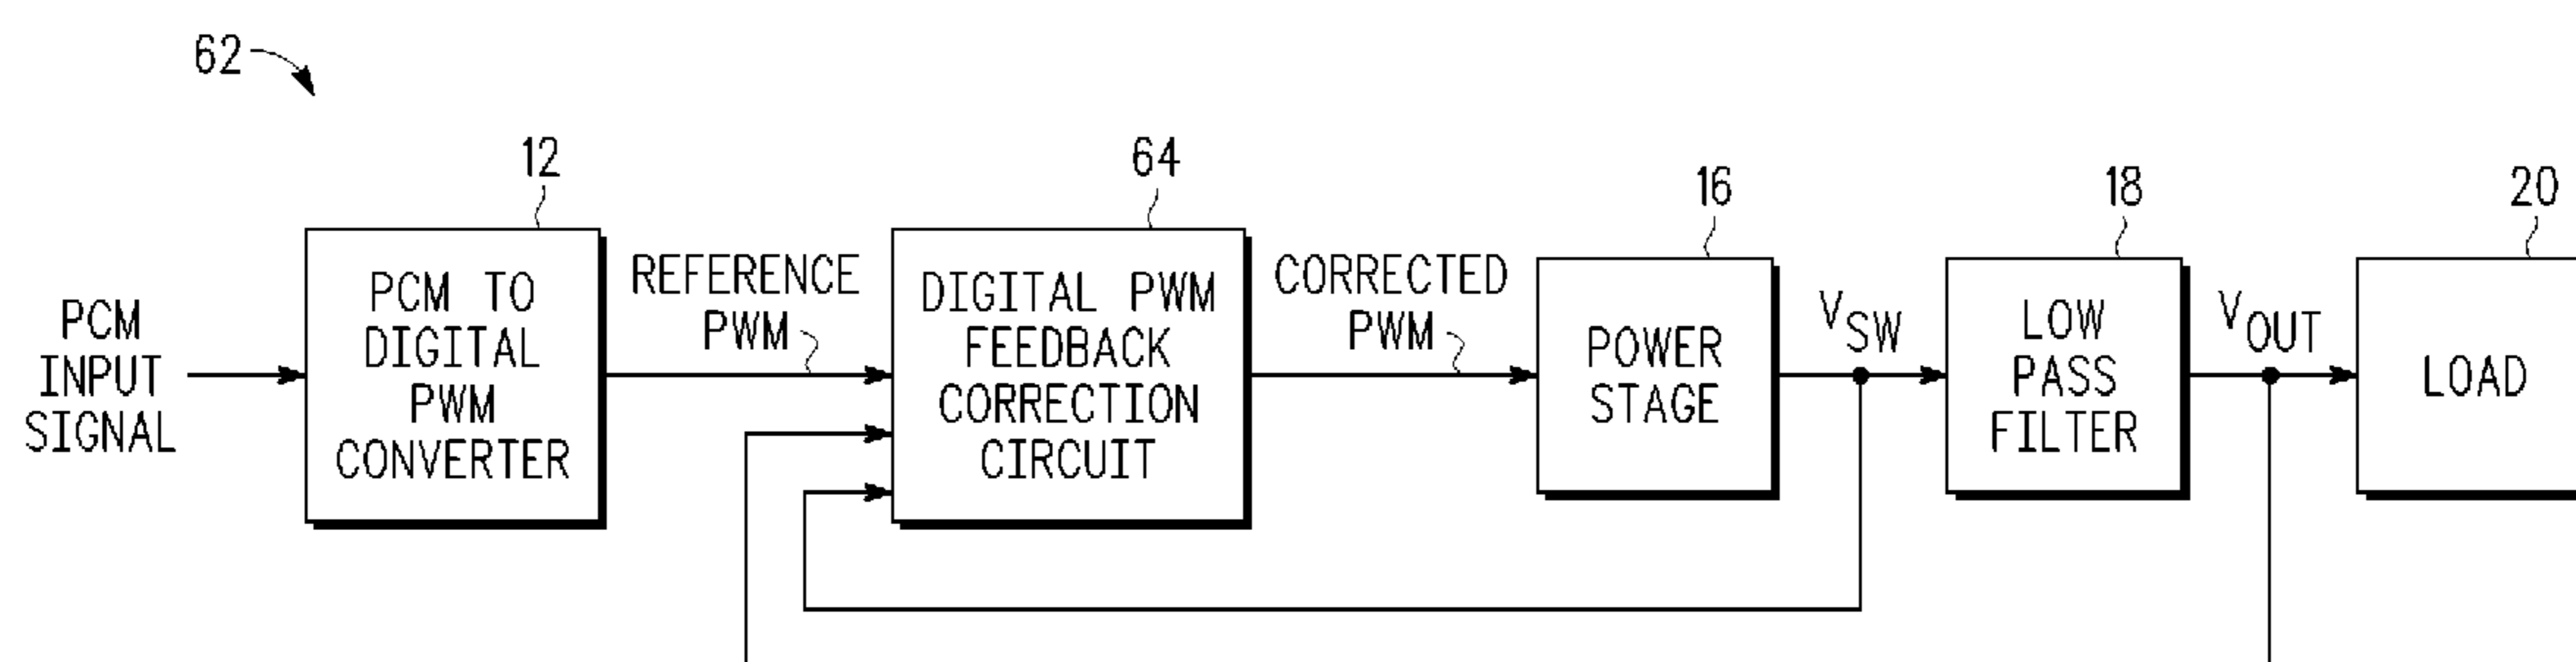 62
12
64
16
18
20
PCM
INPUT
SIGNAL
PCM TO
DIGITAL
PWM
CONVERTER
REFERENCE
PWM
DIGITAL PWM
FEEDBACK
CORRECTION
CIRCUIT
CORRECTED
PWM
POWER
STAGE
VSW
LOW
PASS
FILTER
VOUT
LOAD